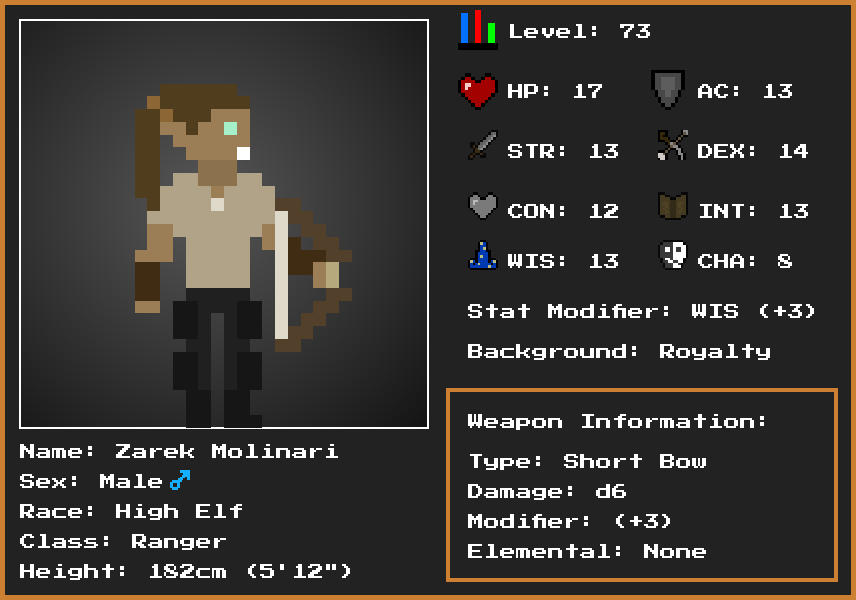 Level: 73
HP: 17 AC: 13
STR: 13 DEX: 14
CON: 12 INT: 13
WIS: 13 CHA: 8
Stat Modifier: WIS (+3)
Background: Royalty
Weapon Information:
Type: Short Bow
Damage: d6
Modifier: (+3)
Elemental: None
Name: Zarek Molinari
Sex: Male ♂
Race: High Elf
Class: Ranger
Height: 182cm (5'12")